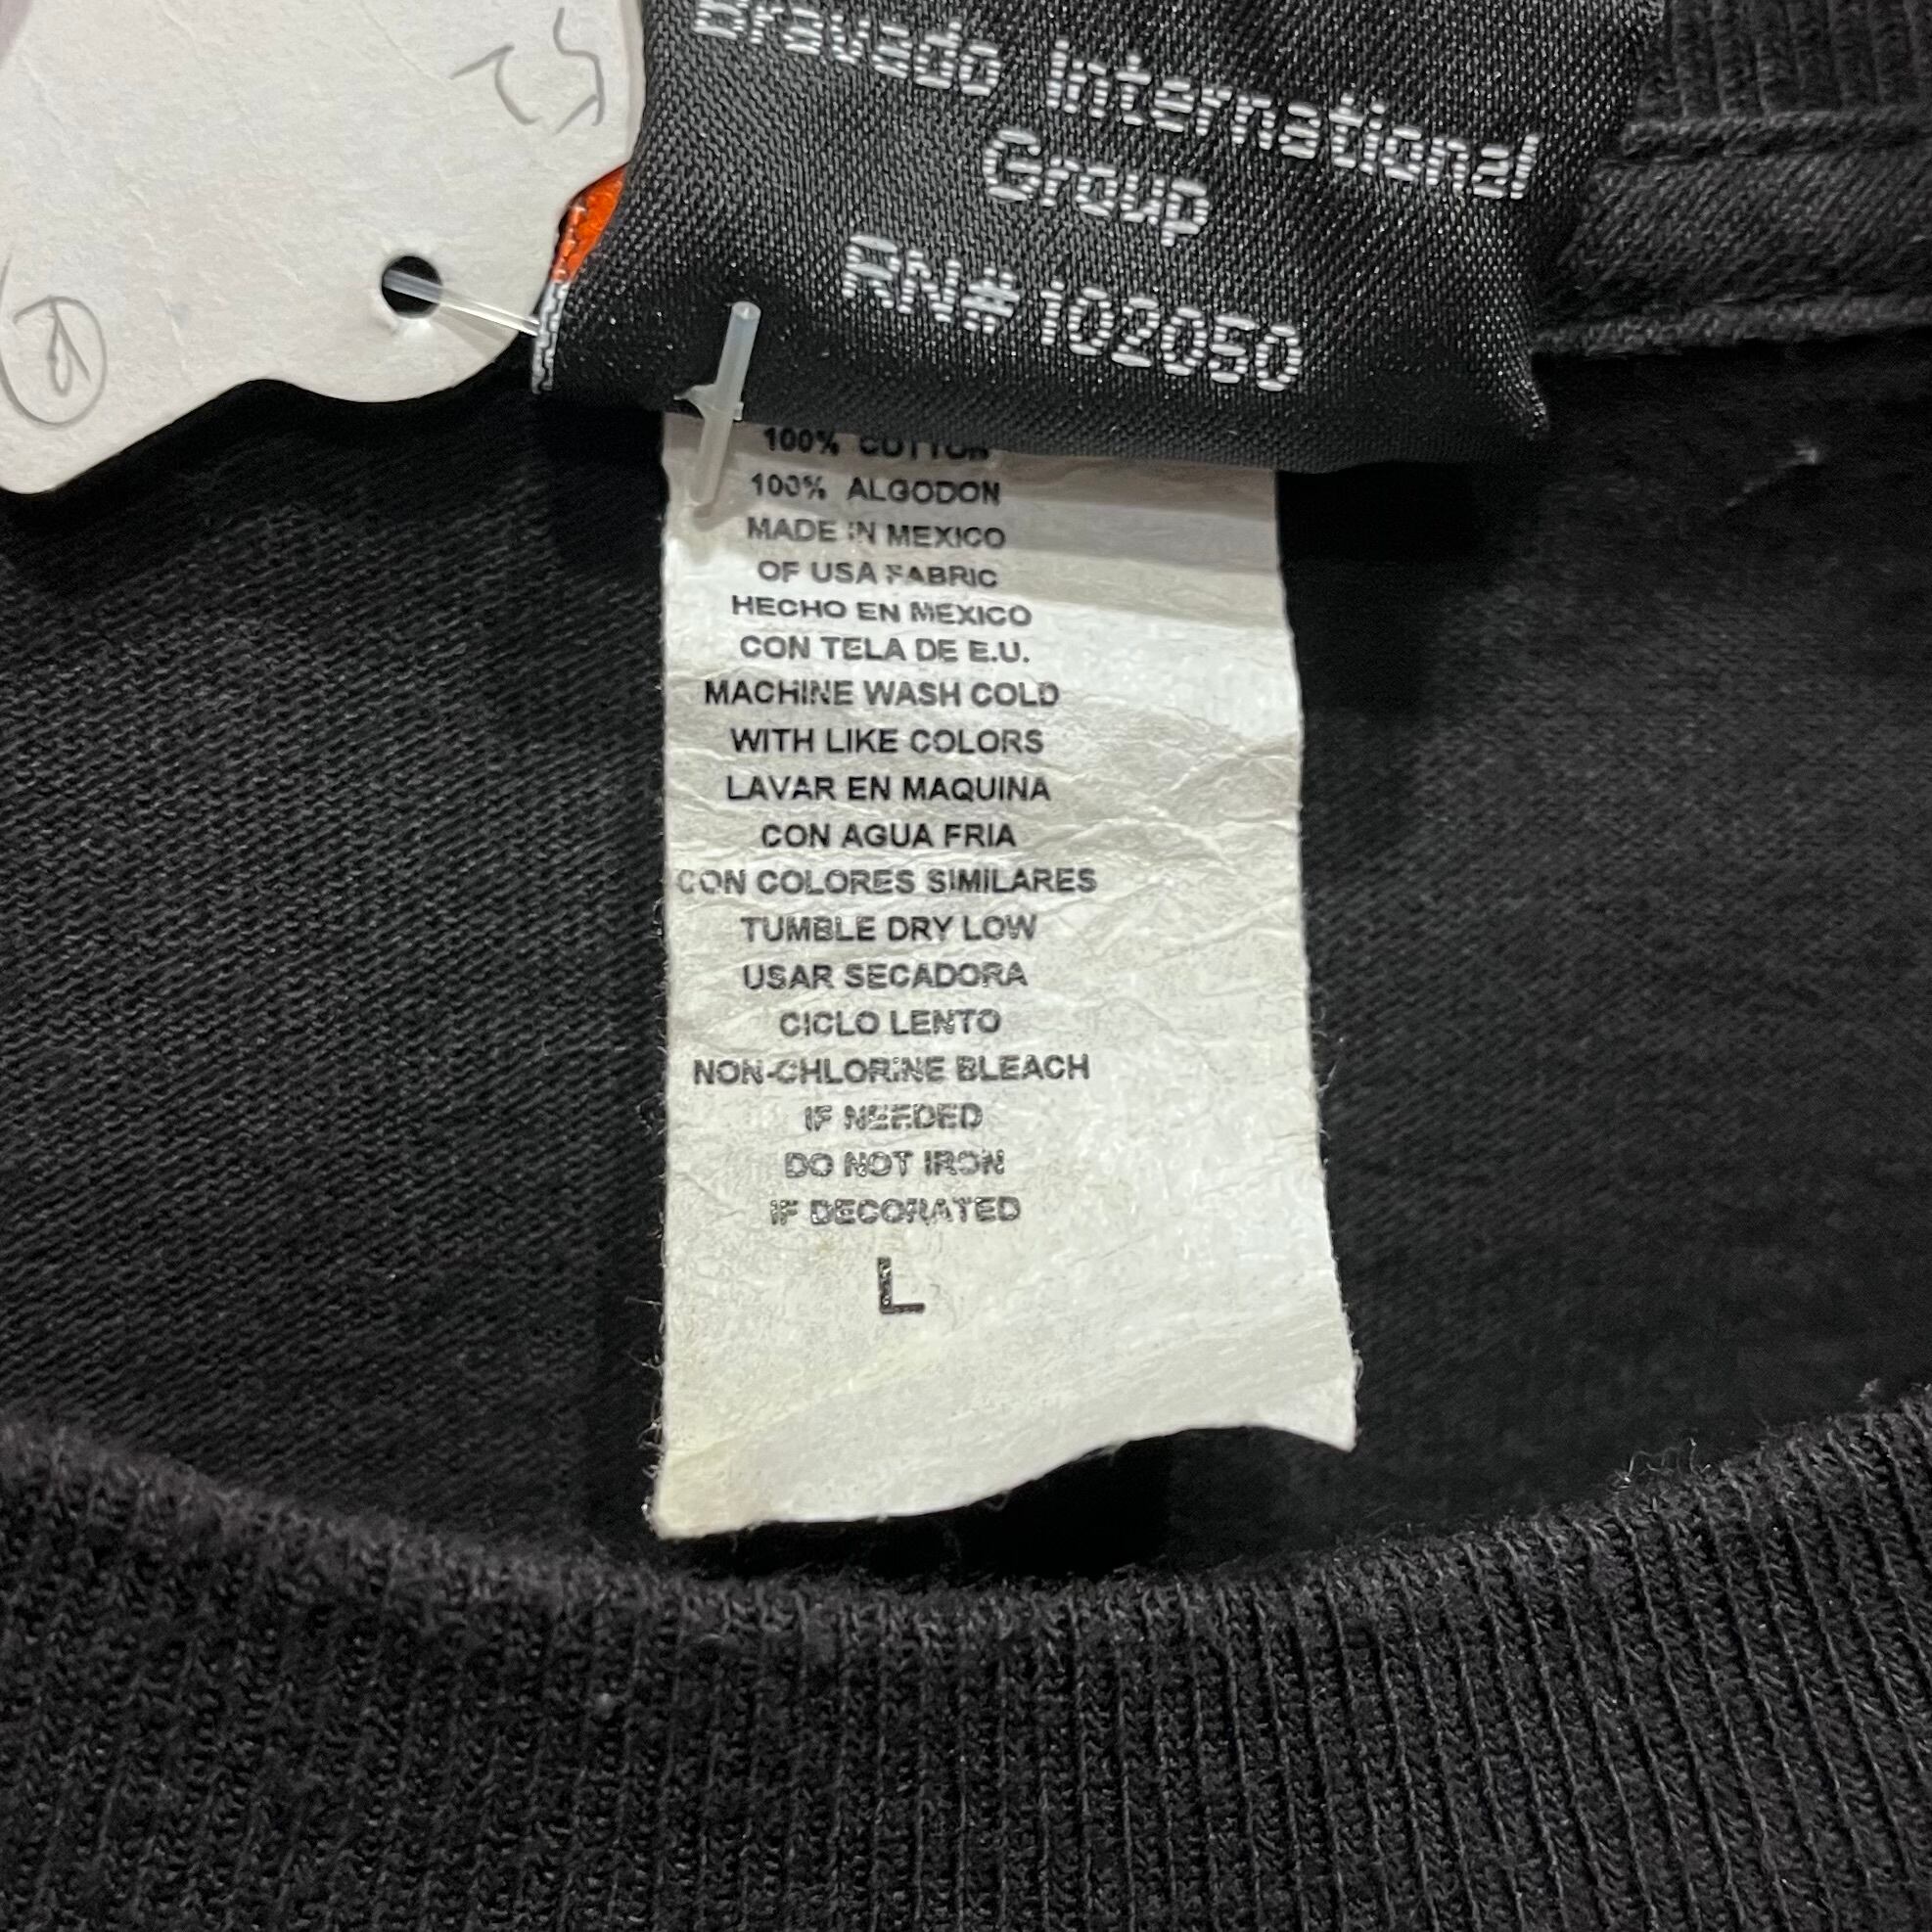 Bravado International
Group
RN# 102050
100% COTTON
100% ALGODON
MADE IN MEXICO
OF USA FABRIC
HECHO EN MEXICO
CON TELA DE E.U.
MACHINE WASH COLD
WITH LIKE COLORS
LAVAR EN MAQUINA
CON AGUA FRIA
CON COLORES SIMILARES
TUMBLE DRY LOW
USAR SECADORA
CICLO LENTO
NON-CHLORINE BLEACH
IF NEEDED
DO NOT IRON
IF DECORATED
L